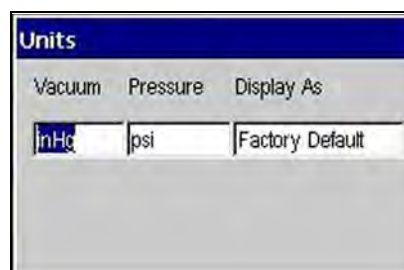 Units
Vacuum Pressure Display As
inHg psi Factory Default